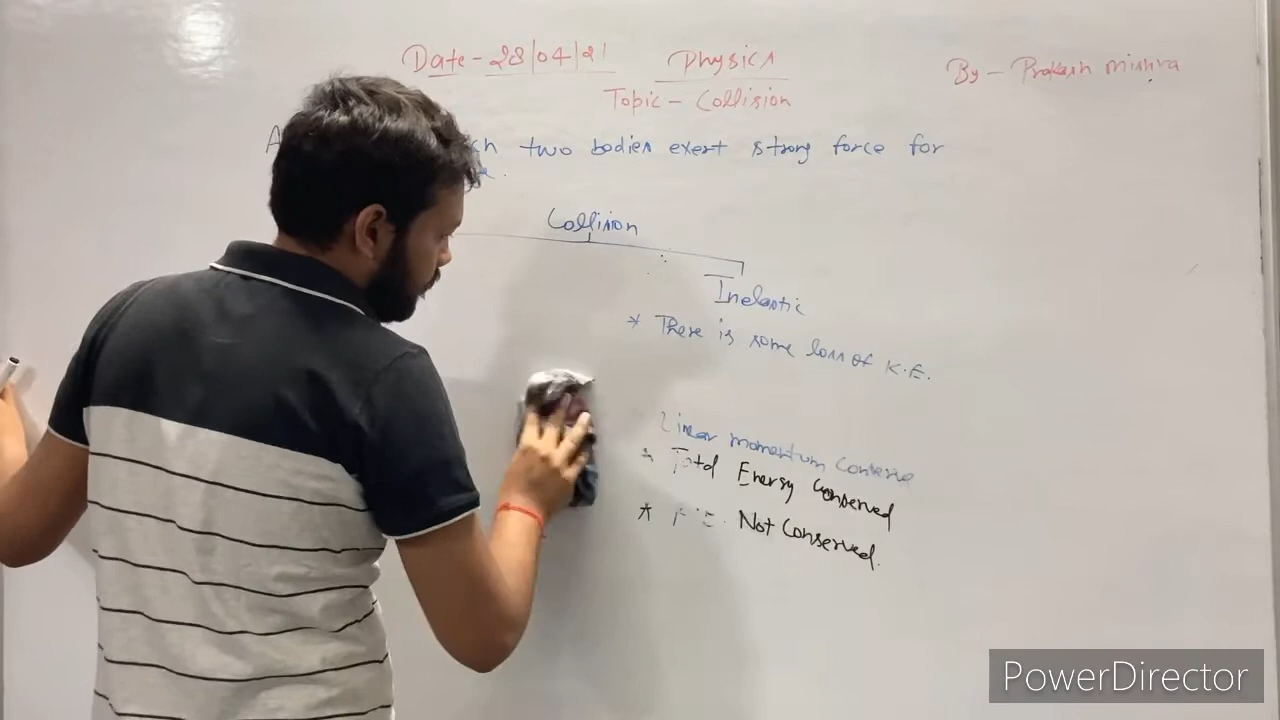 Date - 28/04/21 Physics By - Prakash Mishra
Topic - Collision
two bodies exert strong force for
Collision
Inelastic
* There is some loss of K.E.
Linear momentum Conserve
* Total Energy Conserved
* Not Conserved.
PowerDirector